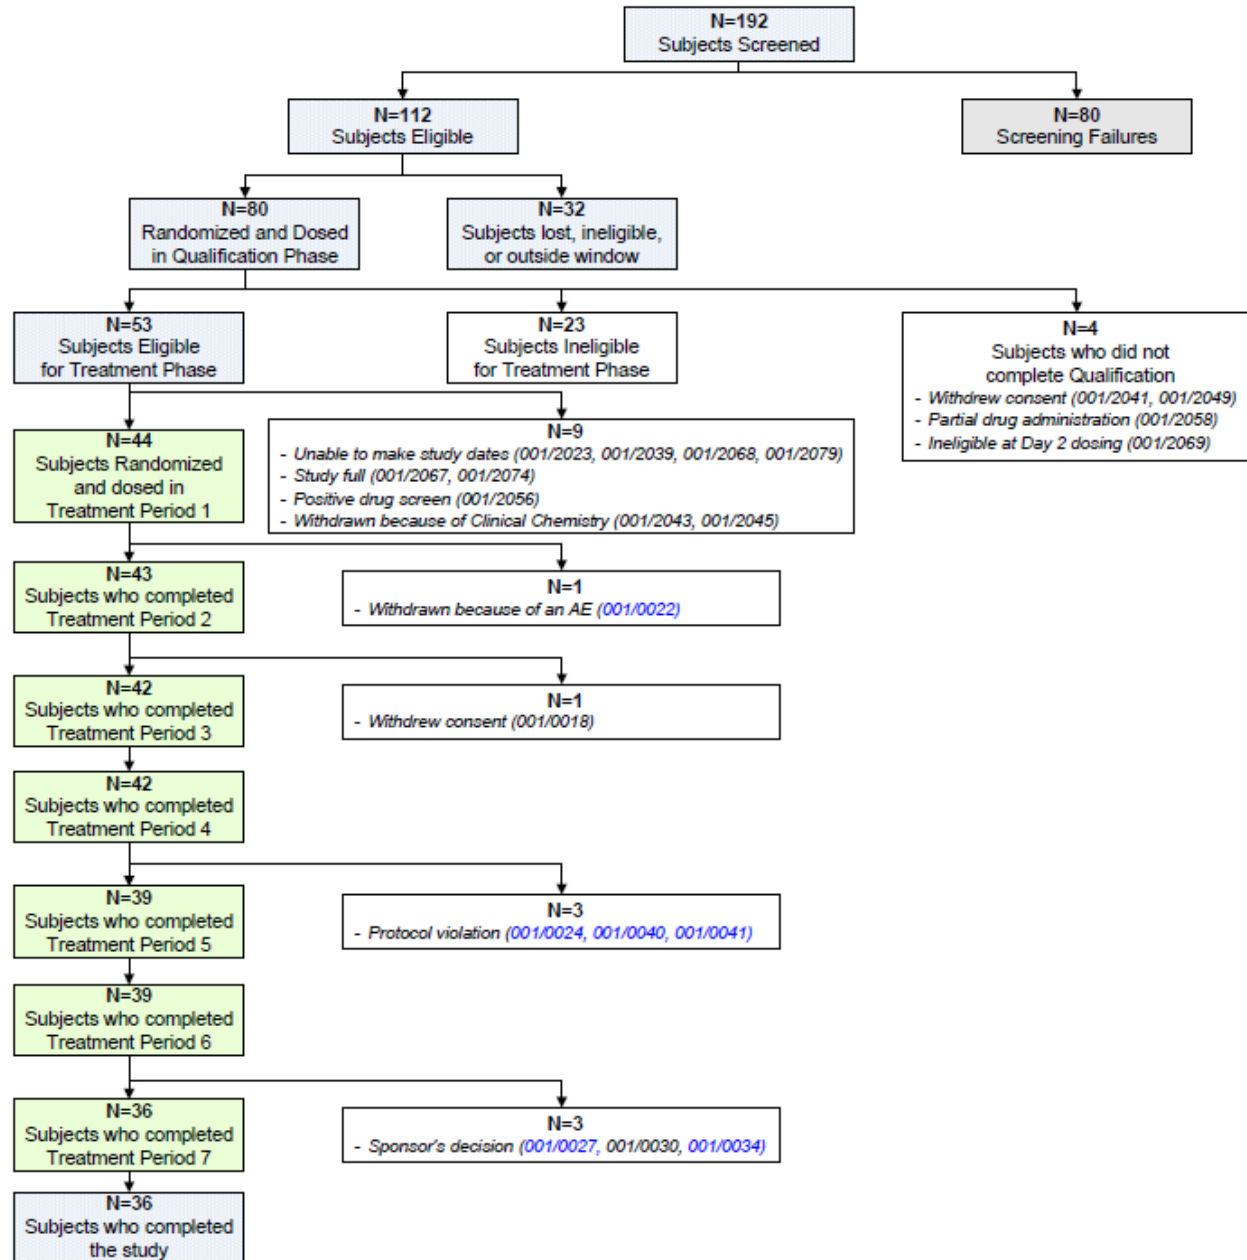 N=192
Subjects Screened
N=112
Subjects Eligible
N=80
Screening Failures
N=80
Randomized and Dosed
in Qualification Phase
N=32
Subjects lost, ineligible,
or outside window
N=53
Subjects Eligible
for Treatment Phase
N=23
Subjects Ineligible
for Treatment Phase
N=4
Subjects who did not
complete Qualification
- Withdrew consent (001/2041, 001/2049)
- Partial drug administration (001/2058)
- Ineligible at Day 2 dosing (001/2069)
N=44
Subjects Randomized
and dosed in
Treatment Period 1
N=9
- Unable to make study dates (001/2023, 001/2039, 001/2068, 001/2079)
- Study full (001/2067, 001/2074)
- Positive drug screen (001/2056)
- Withdrawn because of Clinical Chemistry (001/2043, 001/2045)
N=43
Subjects who completed
Treatment Period 2
N=1
- Withdrawn because of an AE (001/0022)
N=42
Subjects who completed
Treatment Period 3
N=1
- Withdrew consent (001/0018)
N=42
Subjects who completed
Treatment Period 4
N=39
Subjects who completed
Treatment Period 5
N=3
- Protocol violation (001/0024, 001/0040, 001/0041)
N=39
Subjects who completed
Treatment Period 6
N=36
Subjects who completed
Treatment Period 7
N=3
- Sponsor's decision (001/0027, 001/0030, 001/0034)
N=36
Subjects who completed
the study